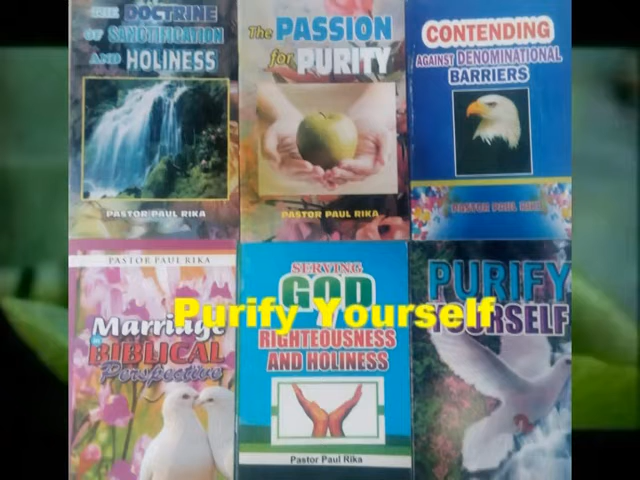 THE DOCTRINE
OF SANCTIFICATION
AND HOLINESS
PASTOR PAUL RIKA
The PASSION
for PURITY
PASTOR PAUL RIKA
CONTENDING
AGAINST DENOMINATIONAL
BARRIERS
PASTOR PAUL RIKA
PASTOR PAUL RIKA
Marriage
in
BIBLICAL
Perspective
SERVING
GOD
RIGHTEOUSNESS
AND HOLINESS
Pastor Paul Rika
PURIFY
YOURSELF
Purify Yourself